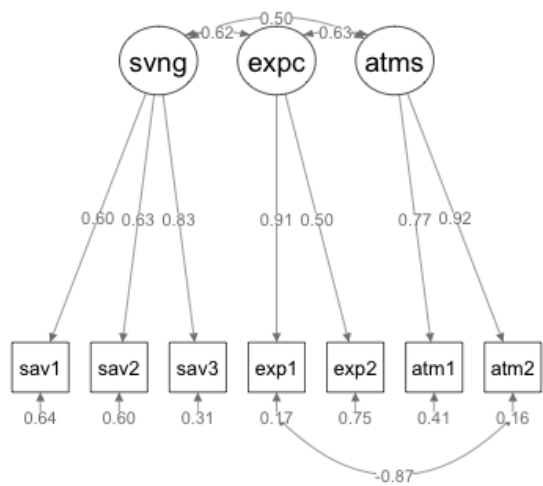 0.50
0.62 0.63
svng expc atms
0.60 0.63 0.83 0.91 0.50 0.77 0.92
sav1 sav2 sav3 exp1 exp2 atm1 atm2
0.64 0.60 0.31 0.17 0.75 0.41 0.16
-0.87